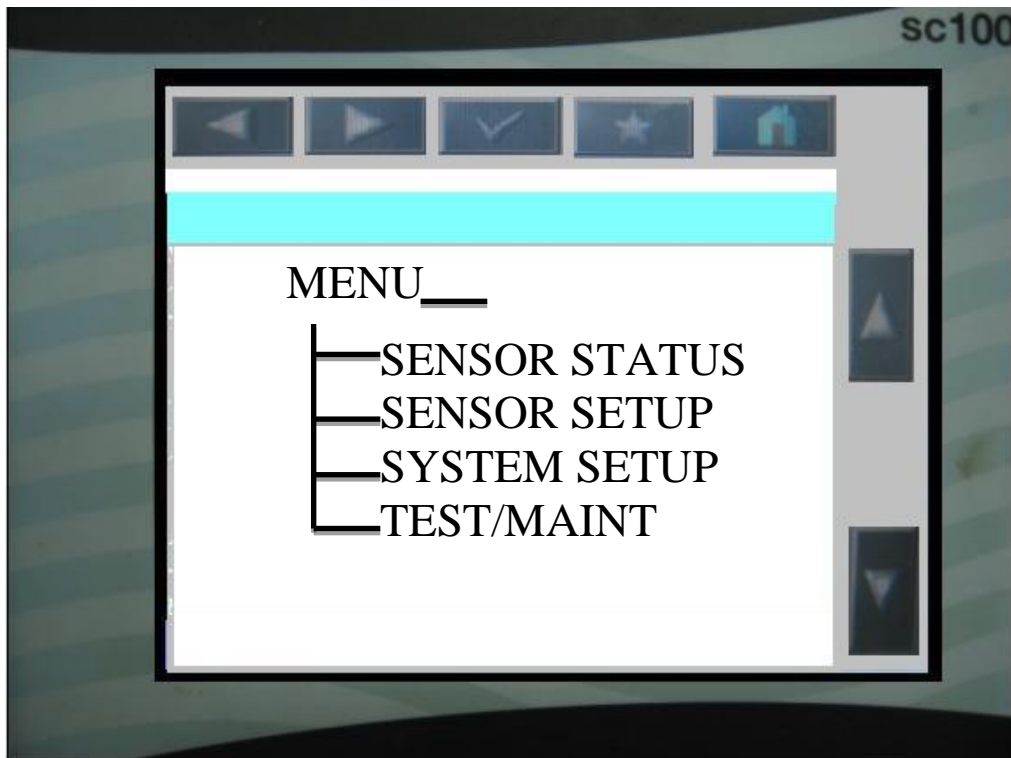 sc100
MENU
SENSOR STATUS
SENSOR SETUP
SYSTEM SETUP
TEST/MAINT